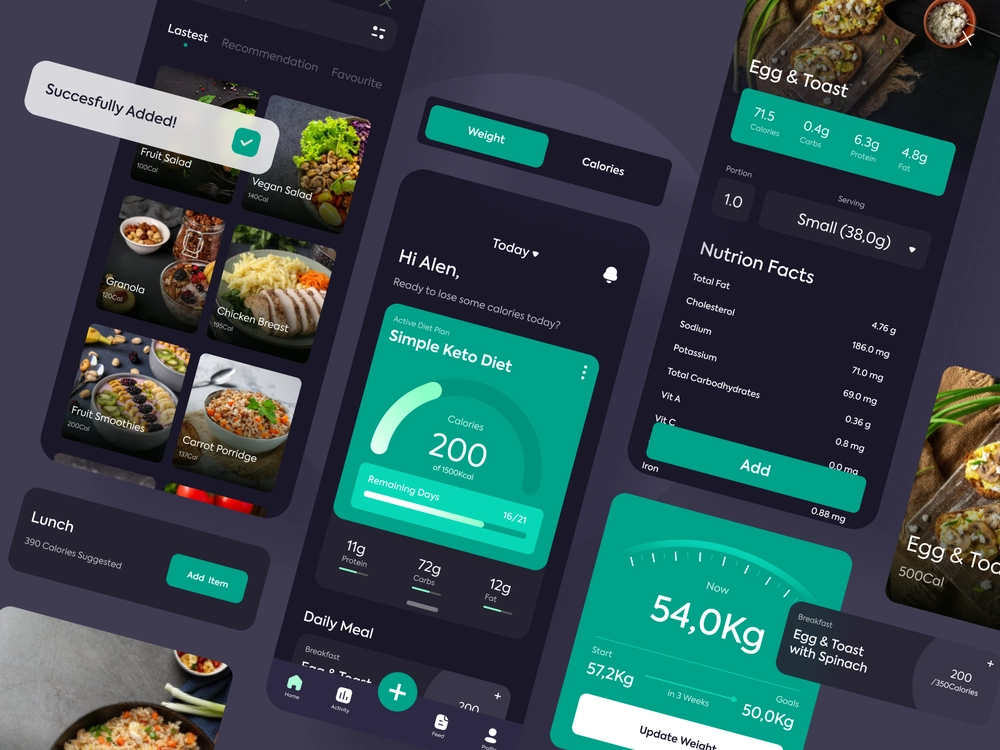 Lastest
Recommendation
Favourite
Succesfully Added!
Fruit Salad
100Cal
Vegan Salad
140Cal
Granola
120Cal
Chicken Breast
195Cal
Fruit Smoothies
200Cal
Carrot Porridge
137Cal
Lunch
390 Calories Suggested
Add Item
Weight
Calories
Today
Hi Alen,
Ready to lose some calories today?
Active Diet Plan
Simple Keto Diet
Calories
200
of 1500Kcal
Remaining Days
16/21
11g
Protein
72g
Carbs
12g
Fat
Daily Meal
Breakfast
Egg & Toast
200
Home
Activity
Feed
Profile
Egg & Toast
71.5
Calories
0.4g
Carbs
6.3g
Protein
4.8g
Fat
Portion
1.0
Serving
Small (38,0g)
Nutrion Facts
Total Fat
4.76 g
Cholesterol
186.0 mg
Sodium
71.0 mg
Potassium
69.0 mg
Total Carbodhydrates
0.36 g
Vit A
0.8 mg
Vit C
0.0 mg
Add
Iron
0.88 mg
Now
54,0Kg
Start
57,2Kg
in 3 Weeks
Goals
50,0Kg
Update Weight
Egg & Toa
500Cal
Breakfast
Egg & Toast
with Spinach
200
/350Calories